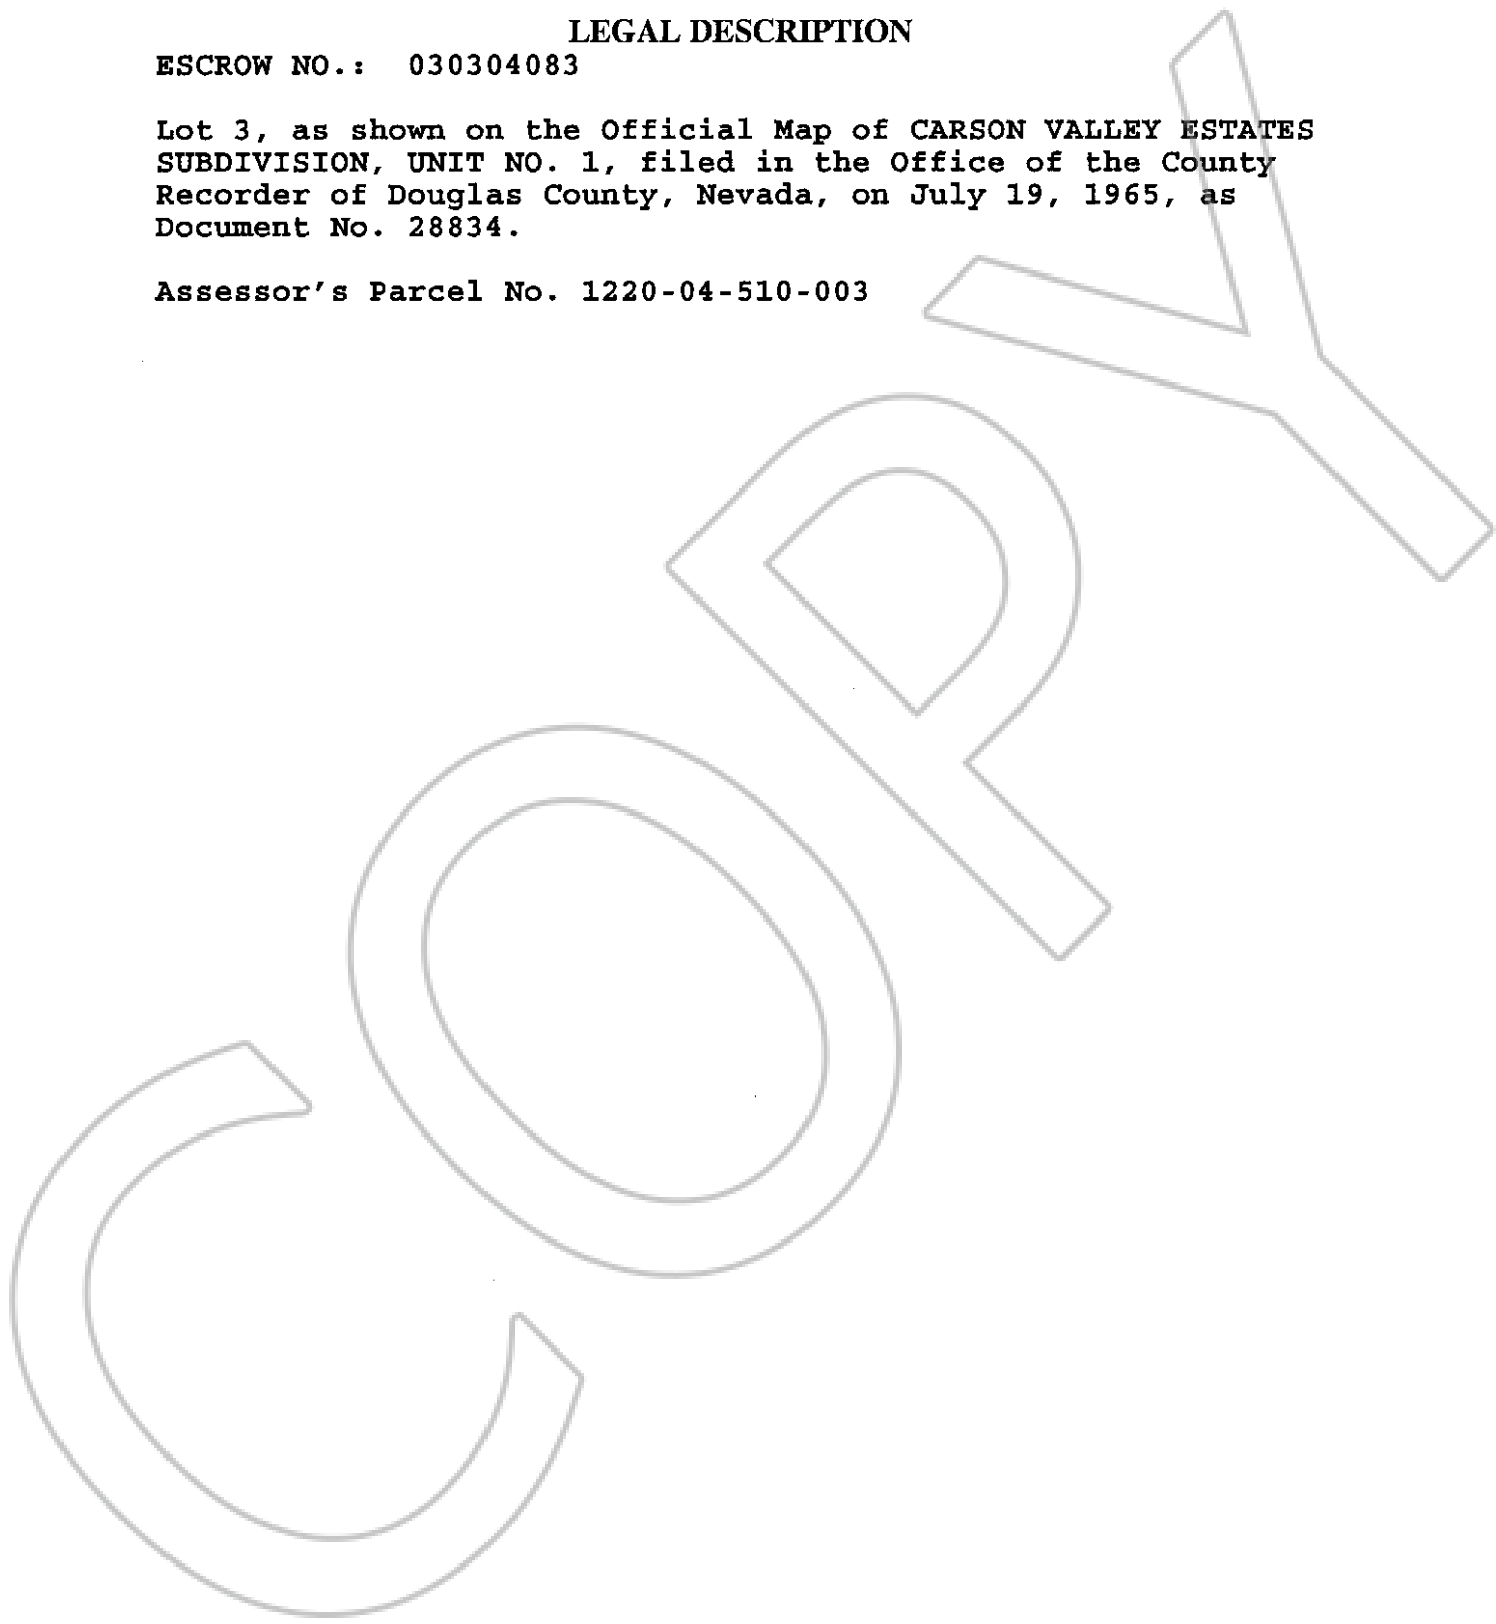 LEGAL DESCRIPTION
ESCROW NO.: 030304083
Lot 3, as shown on the Official Map of CARSON VALLEY ESTATES
SUBDIVISION, UNIT NO. 1, filed in the Office of the County
Recorder of Douglas County, Nevada, on July 19, 1965, as
Document No. 28834.
Assessor's Parcel No. 1220-04-510-003
COPY